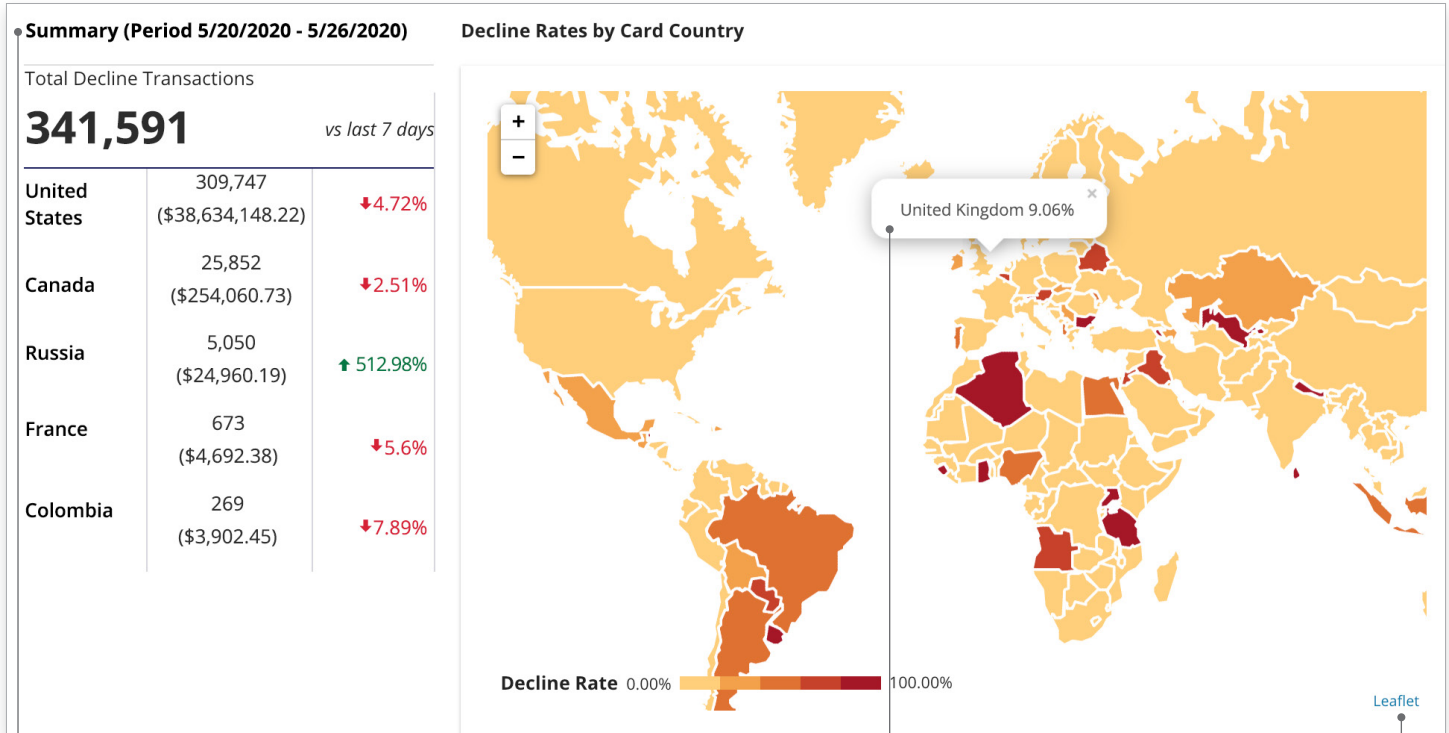 Summary (Period 5/20/2020 - 5/26/2020)
Total Decline Transactions
341,591
vs last 7 days
United
States
309,747
($38,634,148.22)
4.72%
Canada
25,852
($254,060.73)
2.51%
Russia
5,050
($24,960.19)
512.98%
France
673
($4,692.38)
5.6%
Colombia
269
($3,902.45)
7.89%
Decline Rates by Card Country
+
−
United Kingdom 9.06%
×
Decline Rate 0.00% 100.00%
Leaflet